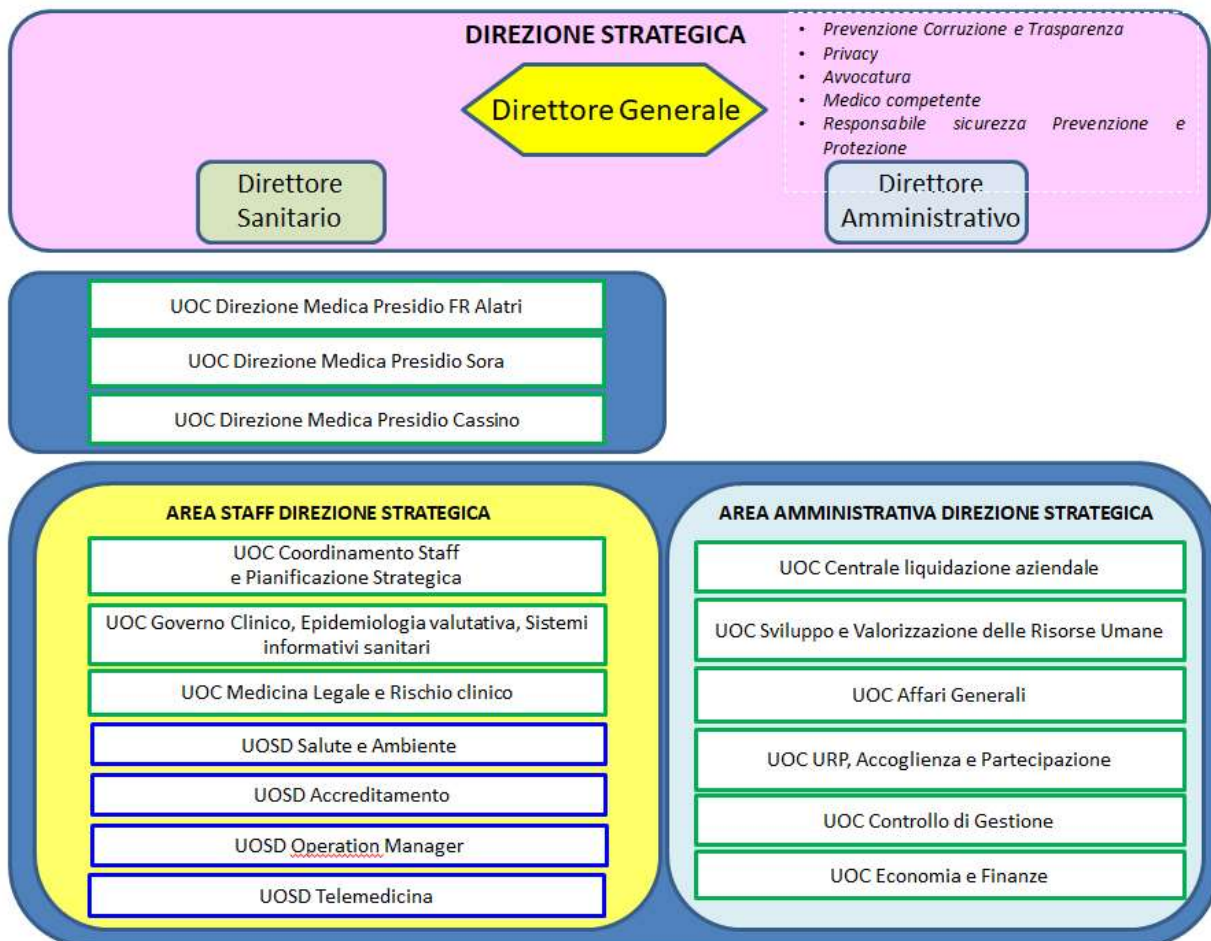 DIREZIONE STRATEGICA
Direttore Generale
• Prevenzione Corruzione e Trasparenza
• Privacy
• Avvocatura
• Medico competente
• Responsabile sicurezza Prevenzione e
Protezione
Direttore
Sanitario
Direttore
Amministrativo
UOC Direzione Medica Presidio FR Alatri
UOC Direzione Medica Presidio Sora
UOC Direzione Medica Presidio Cassino
AREA STAFF DIREZIONE STRATEGICA
UOC Coordinamento Staff
e Pianificazione Strategica
UOC Governo Clinico, Epidemiologia valutativa, Sistemi
informativi sanitari
UOC Medicina Legale e Rischio clinico
UOSD Salute e Ambiente
UOSD Accreditamento
UOSD Operation Manager
UOSD Telemedicina
AREA AMMINISTRATIVA DIREZIONE STRATEGICA
UOC Centrale liquidazione aziendale
UOC Sviluppo e Valorizzazione delle Risorse Umane
UOC Affari Generali
UOC URP, Accoglienza e Partecipazione
UOC Controllo di Gestione
UOC Economia e Finanze